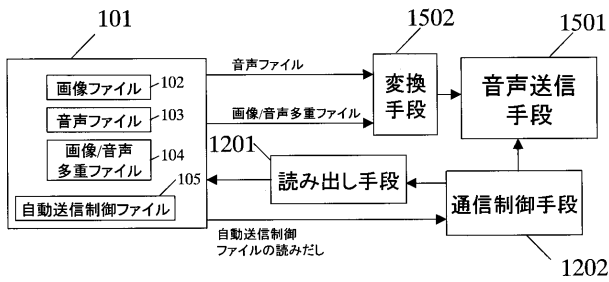 101
1502
1501
画像ファイル
102
音声ファイル
103
画像/音声
多重ファイル
104
105
自動送信制御ファイル
音声ファイル
画像/音声多重ファイル
変換
手段
音声送信
手段
1201
読み出し手段
通信制御手段
自動送信制御
ファイルの読みだし
1202